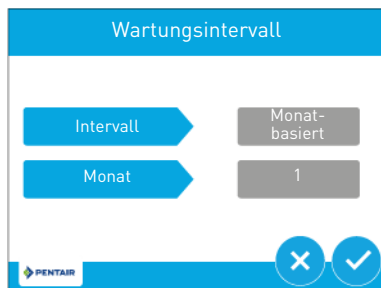 Wartungsintervall
Intervall
Monat-
basiert
Monat
1
PENTAIR